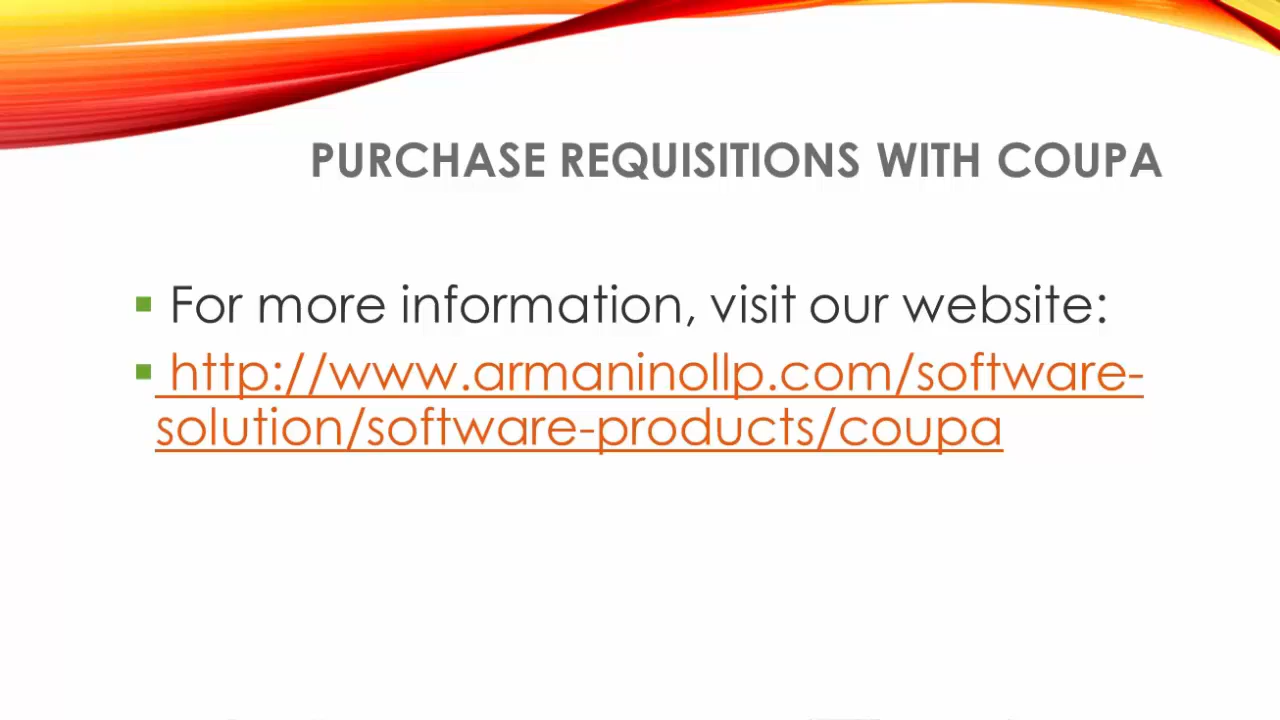 PURCHASE REQUISITIONS WITH COUPA
For more information, visit our website:
http://www.armaninollp.com/software-
solution/software-products/coupa